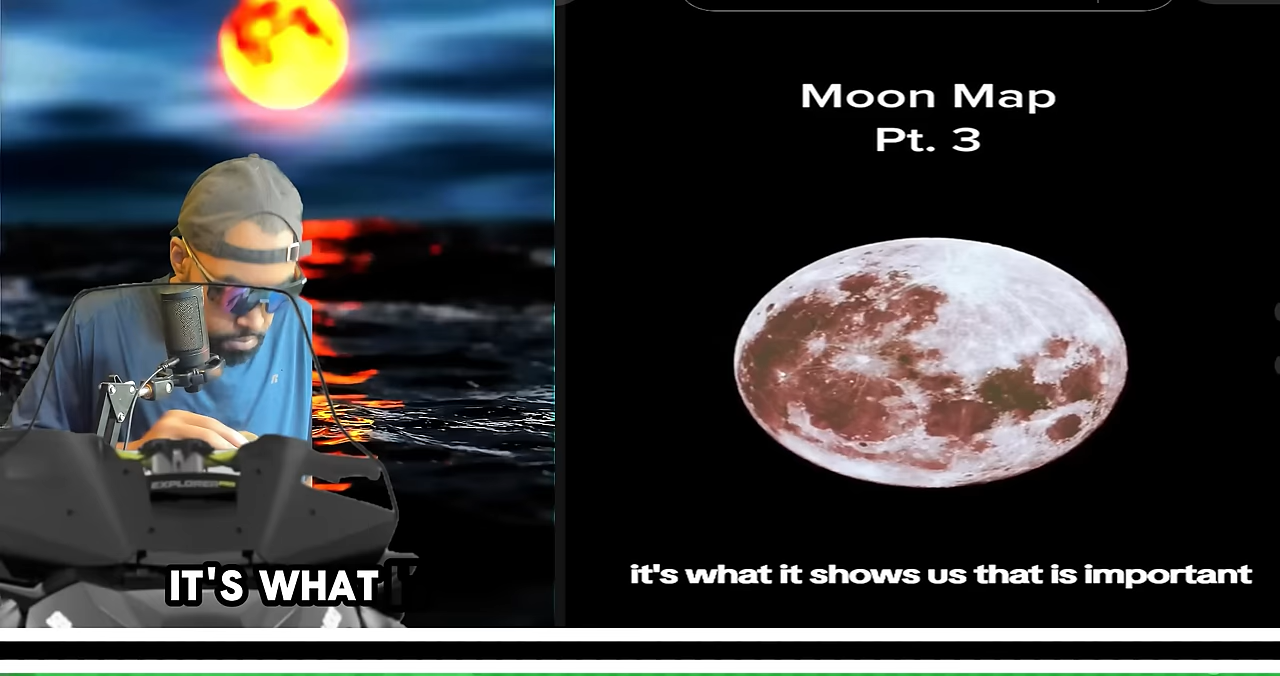 Moon Map
Pt. 3
EXPLORER
IT'S WHAT
it's what it shows us that is important